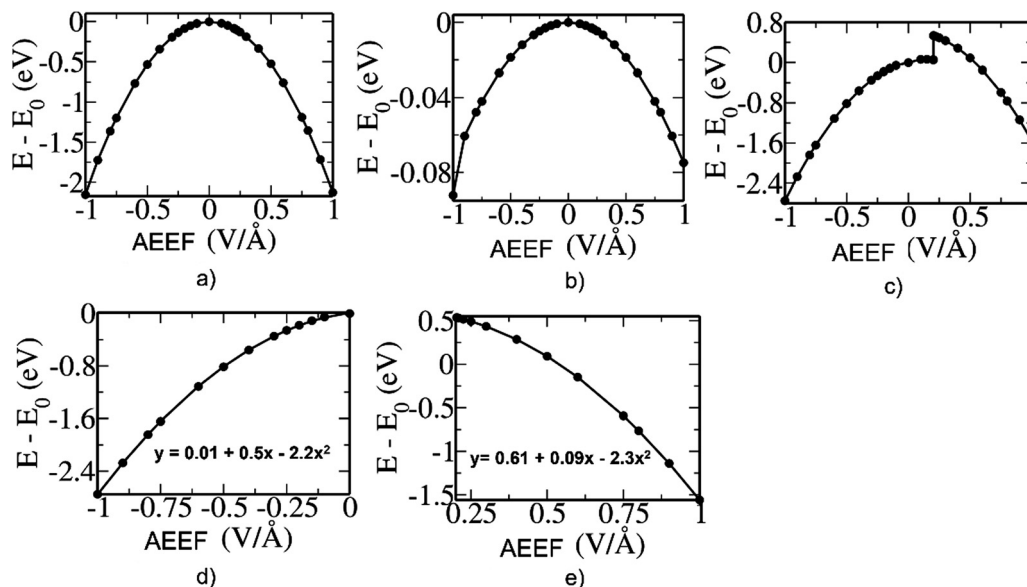 E - E0 (eV)
0
-0.5
-1
-1.5
-2
-1 -0.5 0 0.5 1
AEEF (V/Å)
a)
E - E0 (eV)
0
-0.04
-0.08
-1 -0.5 0 0.5 1
AEEF (V/Å)
b)
E - E0 (eV)
0.8
0
-0.8
-1.6
-2.4
-1 -0.5 0 0.5
AEEF (V/Å)
c)
E - E0 (eV)
0
-0.8
-1.6
-2.4
y = 0.01 + 0.5x - 2.2x²
-1 -0.75 -0.5 -0.25 0
AEEF (V/Å)
d)
E - E0 (eV)
0.5
0
-0.5
-1
-1.5
y= 0.61 + 0.09x - 2.3x²
0.25 0.5 0.75 1
AEEF (V/Å)
e)